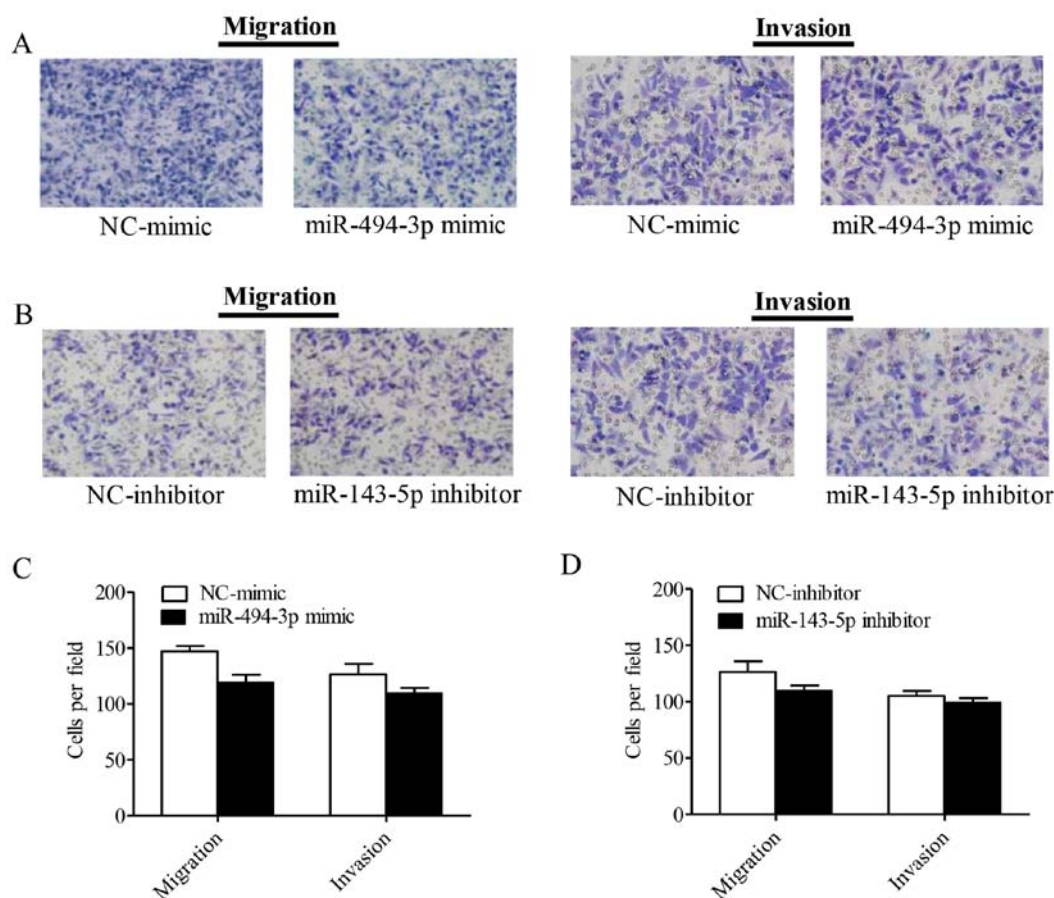 A
Migration
Invasion
NC-mimic
miR-494-3p mimic
NC-mimic
miR-494-3p mimic
B
Migration
Invasion
NC-inhibitor
miR-143-5p inhibitor
NC-inhibitor
miR-143-5p inhibitor
C
NC-mimic
miR-494-3p mimic
Cells per field
200
150
100
50
0
Migration
Invasion
D
NC-inhibitor
miR-143-5p inhibitor
Cells per field
200
150
100
50
0
Migration
Invasion